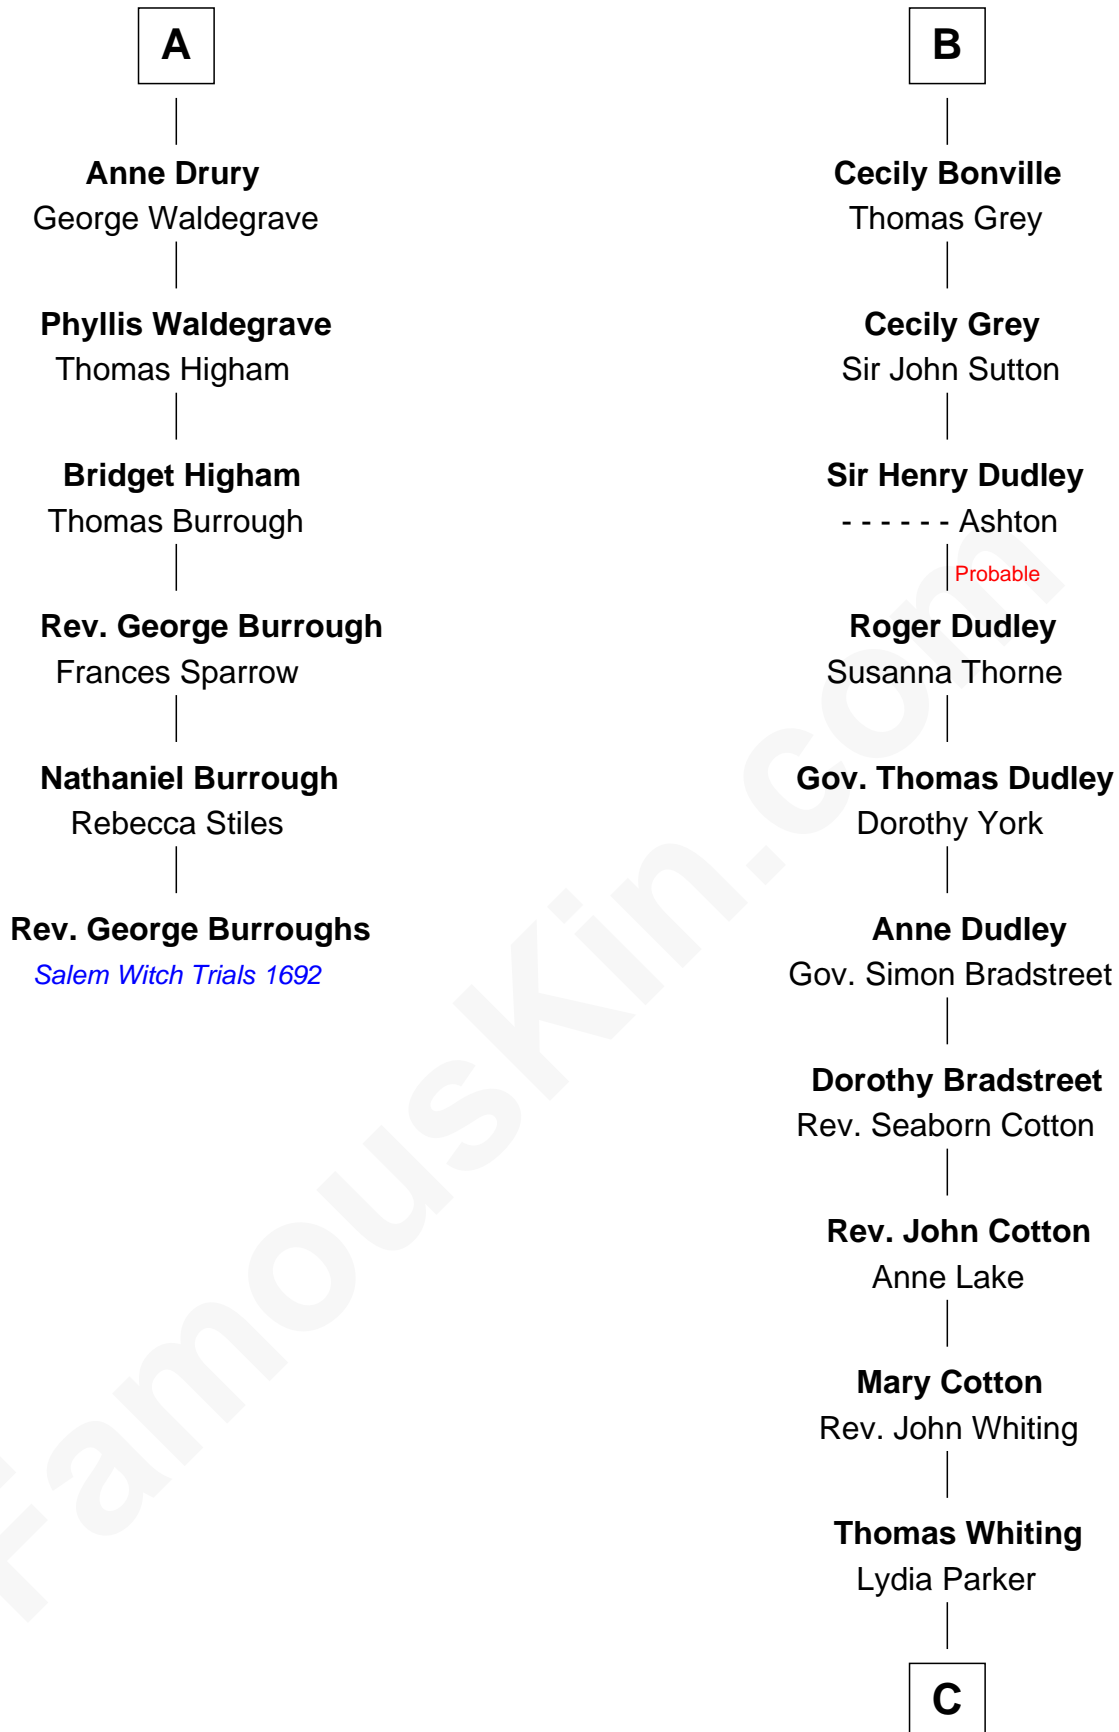 A
Anne Drury
George Waldegrave
Phyllis Waldegrave
Thomas Higham
Bridget Higham
Thomas Burrough
Rev. George Burrough
Frances Sparrow
Nathaniel Burrough
Rebecca Stiles
Rev. George Burroughs
Salem Witch Trials 1692
B
Cecily Bonville
Thomas Grey
Cecily Grey
Sir John Sutton
Sir Henry Dudley
- - - - - - Ashton
Probable
Roger Dudley
Susanna Thorne
Gov. Thomas Dudley
Dorothy York
Anne Dudley
Gov. Simon Bradstreet
Dorothy Bradstreet
Rev. Seaborn Cotton
Rev. John Cotton
Anne Lake
Mary Cotton
Rev. John Whiting
Thomas Whiting
Lydia Parker
C
FamousKin.com